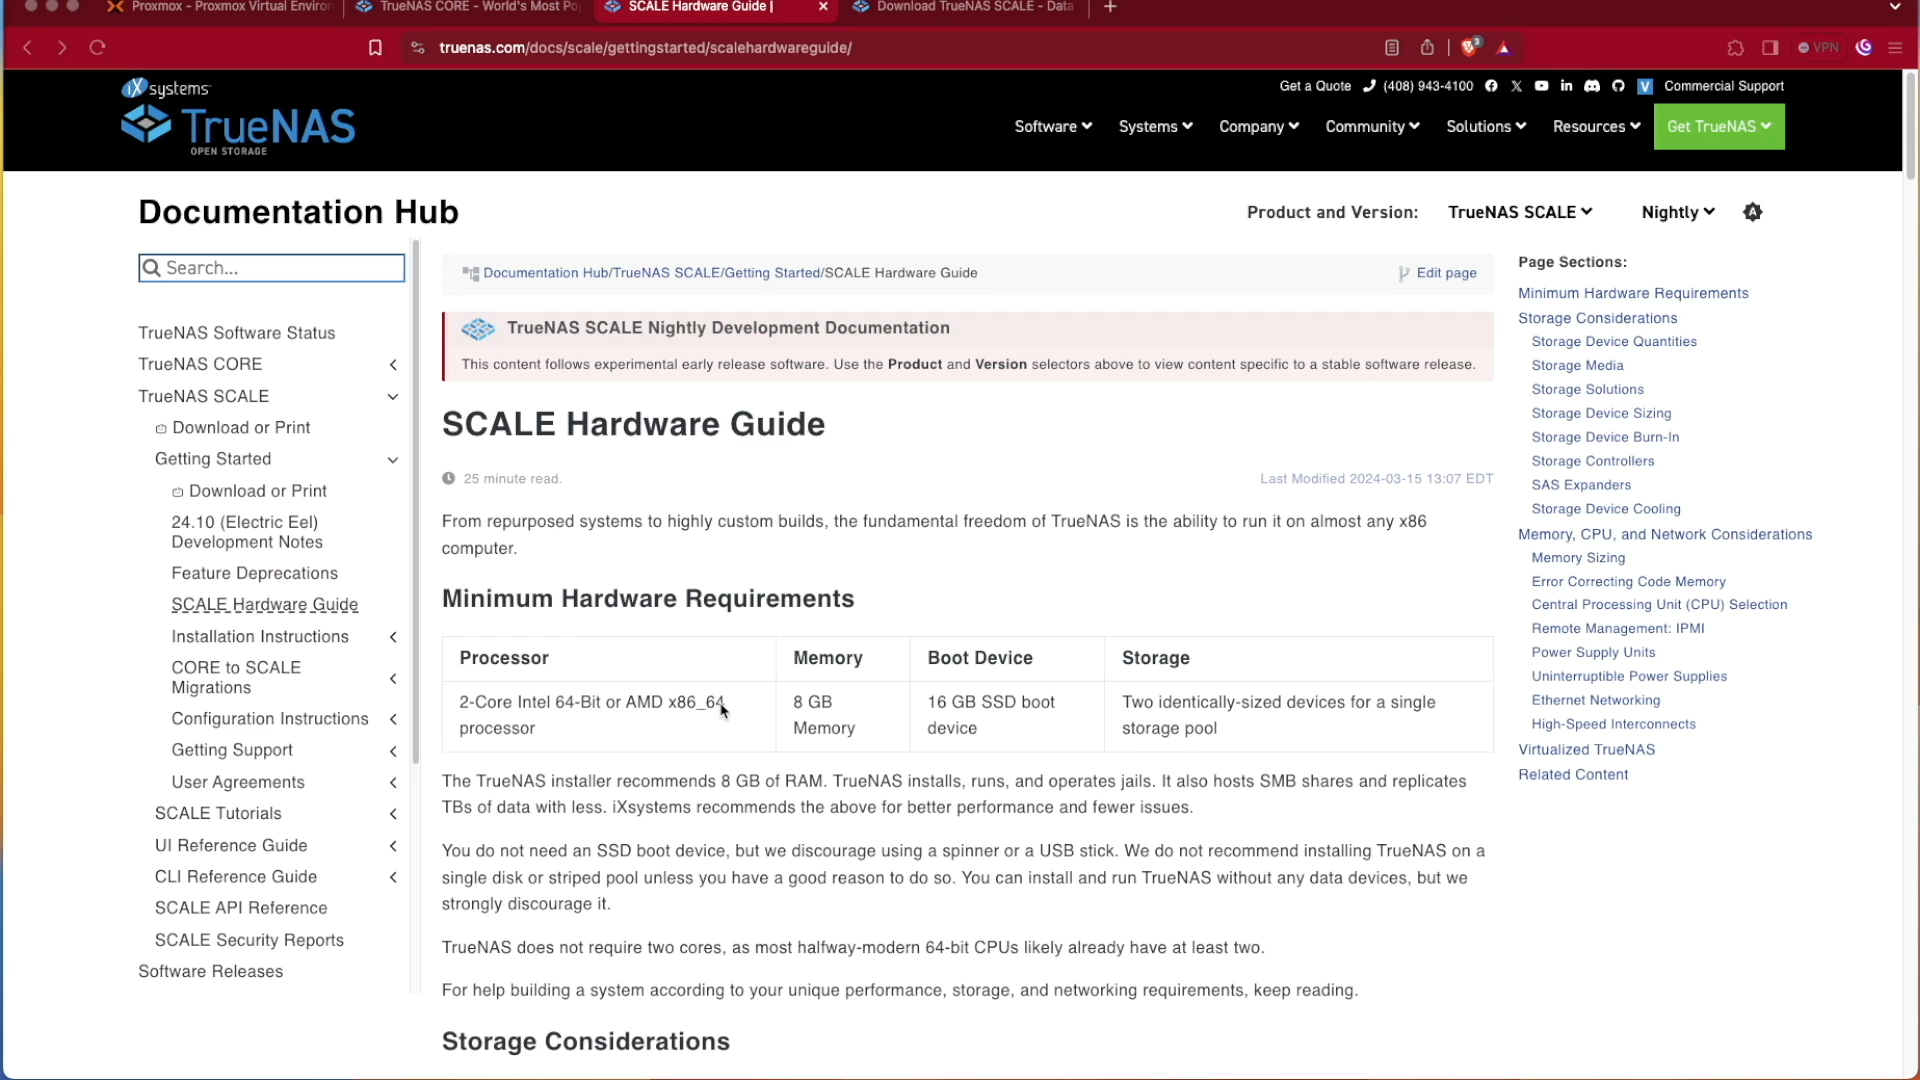 Proxmox - Proxmox Virtual Enviro
TrueNAS CORE - World's Most Po
SCALE Hardware Guide |
Download TrueNAS SCALE - Data
truenas.com/docs/scale/gettingstarted/scalehardwareguide/
3
VPN
iXsystems
TrueNAS
OPEN STORAGE
Get a Quote
(408) 943-4100
Commercial Support
Software
Systems
Company
Community
Solutions
Resources
Get TrueNAS
Documentation Hub
Product and Version:
TrueNAS SCALE
Nightly
Search...
TrueNAS Software Status
TrueNAS CORE
TrueNAS SCALE
Download or Print
Getting Started
Download or Print
24.10 (Electric Eel)
Development Notes
Feature Deprecations
SCALE Hardware Guide
Installation Instructions
CORE to SCALE
Migrations
Configuration Instructions
Getting Support
User Agreements
SCALE Tutorials
UI Reference Guide
CLI Reference Guide
SCALE API Reference
SCALE Security Reports
Software Releases
Documentation Hub/TrueNAS SCALE/Getting Started/SCALE Hardware Guide
Edit page
TrueNAS SCALE Nightly Development Documentation
This content follows experimental early release software. Use the Product and Version selectors above to view content specific to a stable software release.
SCALE Hardware Guide
25 minute read.
Last Modified 2024-03-15 13:07 EDT
From repurposed systems to highly custom builds, the fundamental freedom of TrueNAS is the ability to run it on almost any x86
computer.
Minimum Hardware Requirements
Processor
Memory
Boot Device
Storage
2-Core Intel 64-Bit or AMD x86_64
processor
8 GB
Memory
16 GB SSD boot
device
Two identically-sized devices for a single
storage pool
The TrueNAS installer recommends 8 GB of RAM. TrueNAS installs, runs, and operates jails. It also hosts SMB shares and replicates
TBs of data with less. iXsystems recommends the above for better performance and fewer issues.
You do not need an SSD boot device, but we discourage using a spinner or a USB stick. We do not recommend installing TrueNAS on a
single disk or striped pool unless you have a good reason to do so. You can install and run TrueNAS without any data devices, but we
strongly discourage it.
TrueNAS does not require two cores, as most halfway-modern 64-bit CPUs likely already have at least two.
For help building a system according to your unique performance, storage, and networking requirements, keep reading.
Storage Considerations
Page Sections:
Minimum Hardware Requirements
Storage Considerations
Storage Device Quantities
Storage Media
Storage Solutions
Storage Device Sizing
Storage Device Burn-In
Storage Controllers
SAS Expanders
Storage Device Cooling
Memory, CPU, and Network Considerations
Memory Sizing
Error Correcting Code Memory
Central Processing Unit (CPU) Selection
Remote Management: IPMI
Power Supply Units
Uninterruptible Power Supplies
Ethernet Networking
High-Speed Interconnects
Virtualized TrueNAS
Related Content